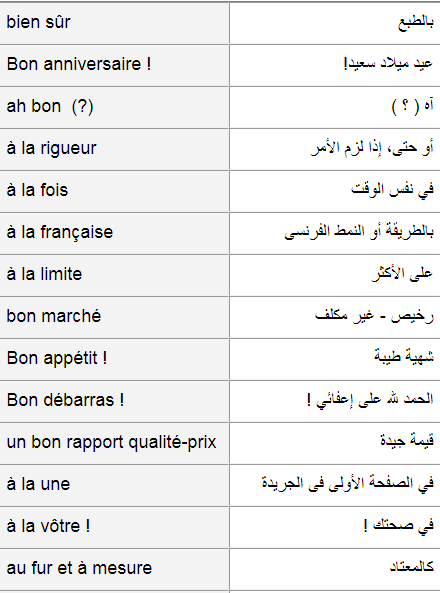 bien sûr بالطبع
Bon anniversaire ! عيد ميلاد سعيد!
ah bon (?) آه ( ؟ )
à la rigueur أو حتى، إذا لزم الأمر
à la fois في نفس الوقت
à la française بالطريقة أو النمط الفرنسى
à la limite على الأكثر
bon marché رخيص - غير مكلف
Bon appétit ! شهية طيبة
Bon débarras ! الحمد لله على إعفائي !
un bon rapport qualité-prix قيمة جيدة
à la une في الصفحة الأولى فى الجريدة
à la vôtre ! في صحتك !
au fur et à mesure كالمعتاد